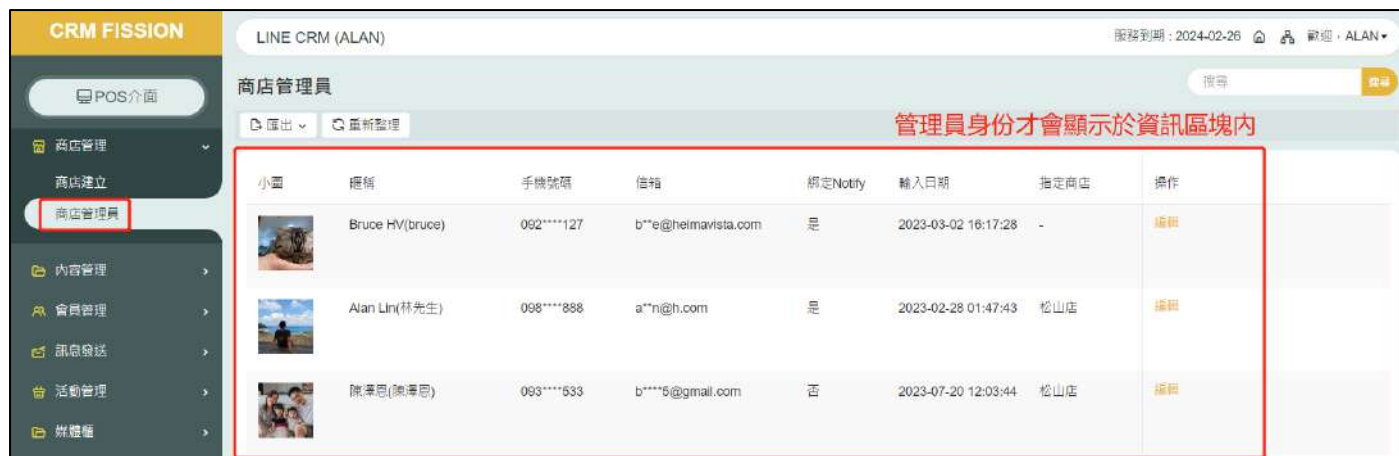 CRM FISSION
LINE CRM (ALAN)
服務到期 : 2024-02-26
歡迎，ALAN
POS介面
商店管理員
搜尋
搜尋
匯出
重新整理
管理員身份才會顯示於資訊區塊內
商店管理
商店建立
商店管理員
內容管理
會員管理
訊息發送
活動管理
媒體櫃
小圖 暱稱 手機號碼 信箱 綁定Notify 輸入日期 指定商店 操作
Bruce HV(bruce) 092****127 b**e@heimavista.com 是 2023-03-02 16:17:28 - 編輯
Alan Lin(林先生) 098****888 a**n@h.com 是 2023-02-28 01:47:43 松山店 編輯
陳澤恩(陳澤恩) 093****533 b****5@gmail.com 否 2023-07-20 12:03:44 松山店 編輯